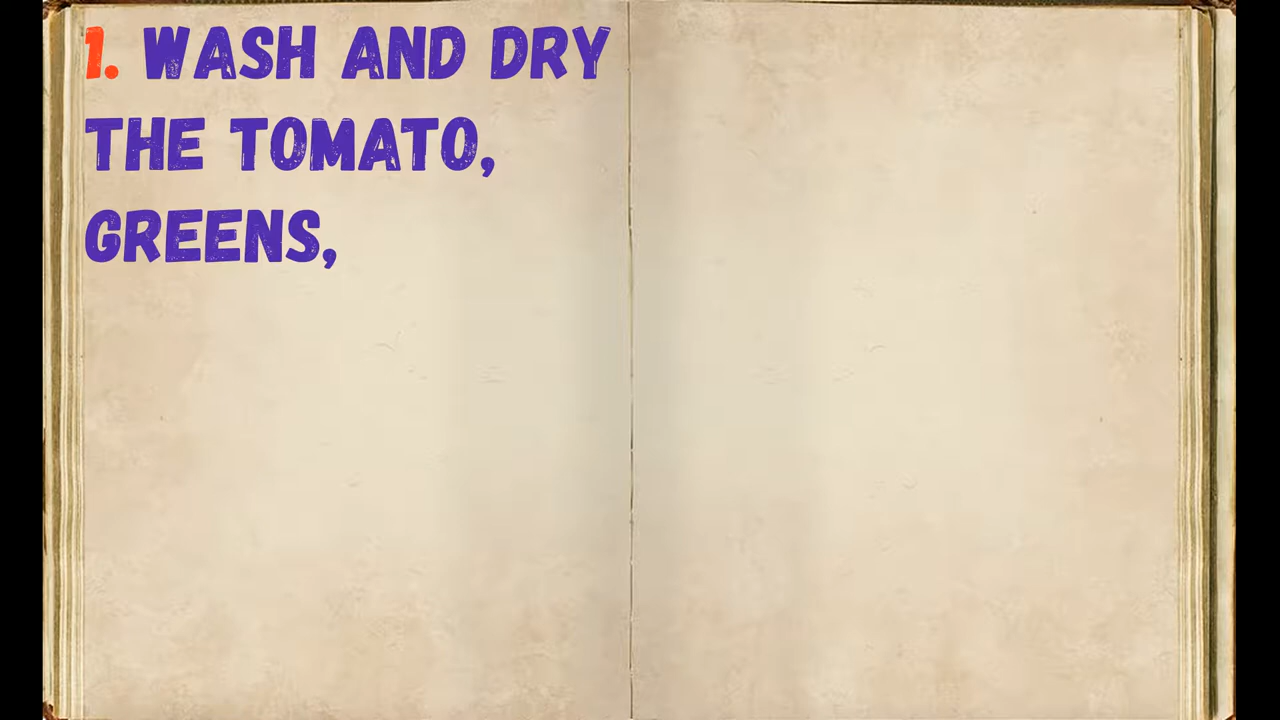 1. WASH AND DRY
THE TOMATO,
GREENS,